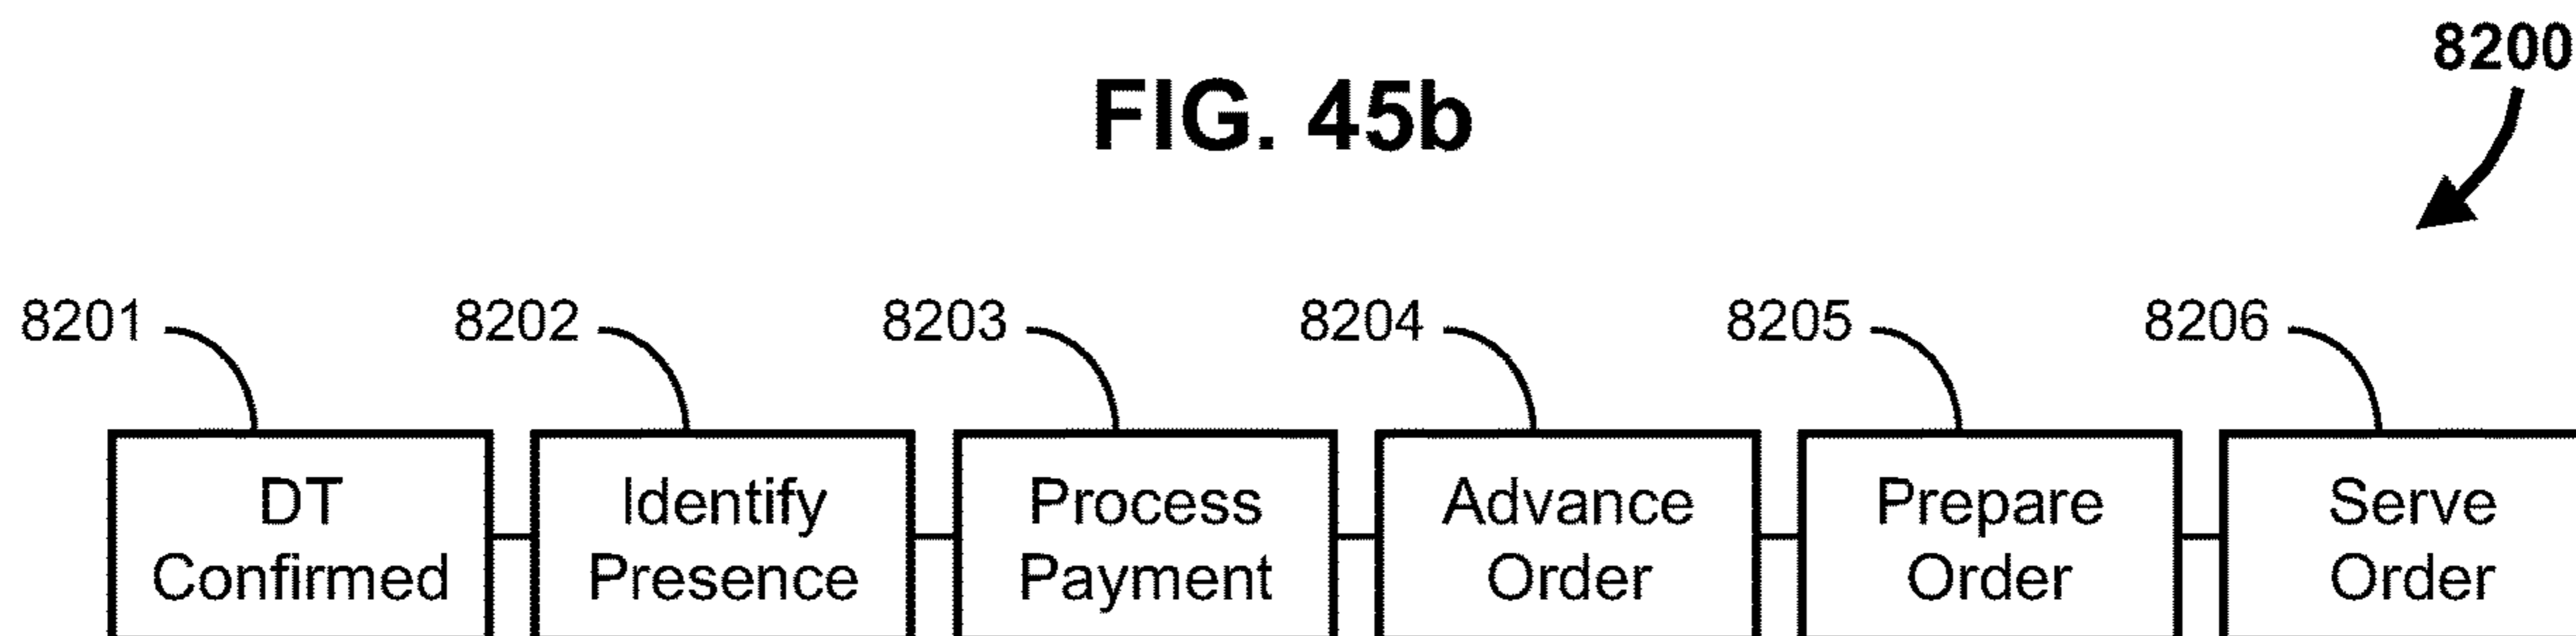 8200
FIG. 45b
8201 8202 8203 8204 8205 8206
DT Confirmed
Identify Presence
Process Payment
Advance Order
Prepare Order
Serve Order